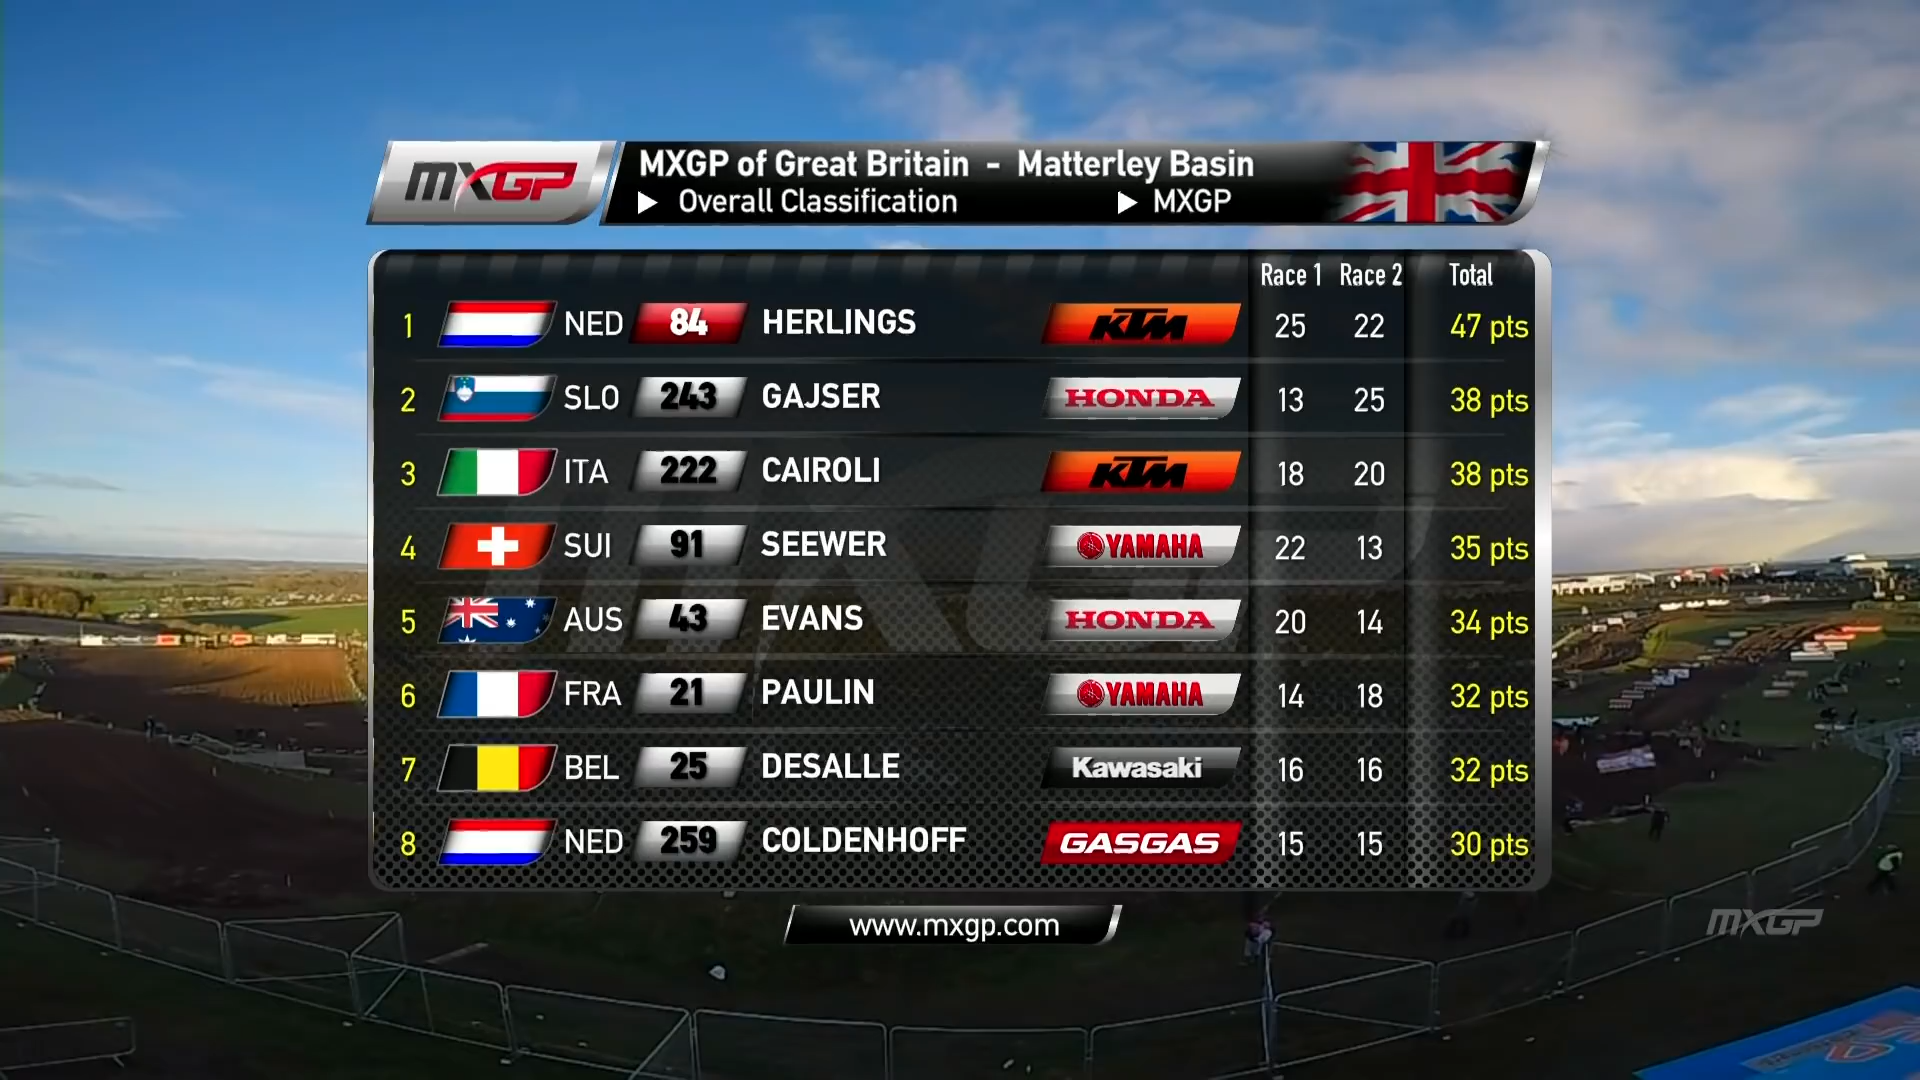 MXGP
MXGP of Great Britain - Matterley Basin
Overall Classification MXGP
Race 1 Race 2 Total
1 NED 84 HERLINGS KTM 25 22 47 pts
2 SLO 243 GAJSER HONDA 13 25 38 pts
3 ITA 222 CAIROLI KTM 18 20 38 pts
4 SUI 91 SEEWER YAMAHA 22 13 35 pts
5 AUS 43 EVANS HONDA 20 14 34 pts
6 FRA 21 PAULIN YAMAHA 14 18 32 pts
7 BEL 25 DESALLE Kawasaki 16 16 32 pts
8 NED 259 COLDENHOFF GASGAS 15 15 30 pts
www.mxgp.com
MXGP